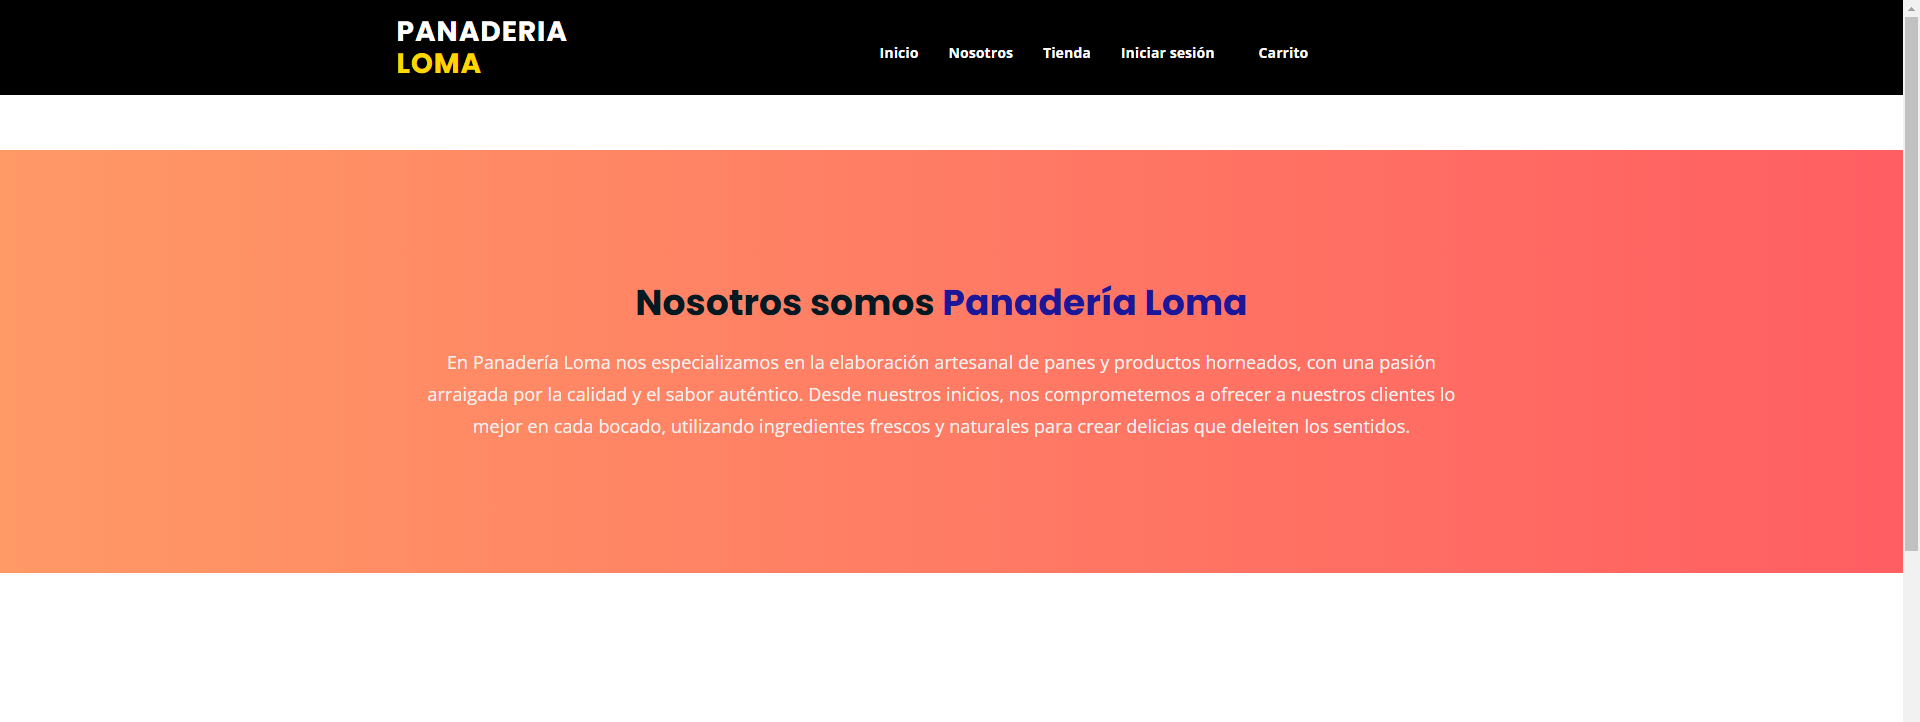 PANADERIA
LOMA
Inicio Nosotros Tienda Iniciar sesión Carrito
Nosotros somos Panadería Loma
En Panadería Loma nos especializamos en la elaboración artesanal de panes y productos horneados, con una pasión
arraigada por la calidad y el sabor auténtico. Desde nuestros inicios, nos comprometemos a ofrecer a nuestros clientes lo
mejor en cada bocado, utilizando ingredientes frescos y naturales para crear delicias que deleiten los sentidos.